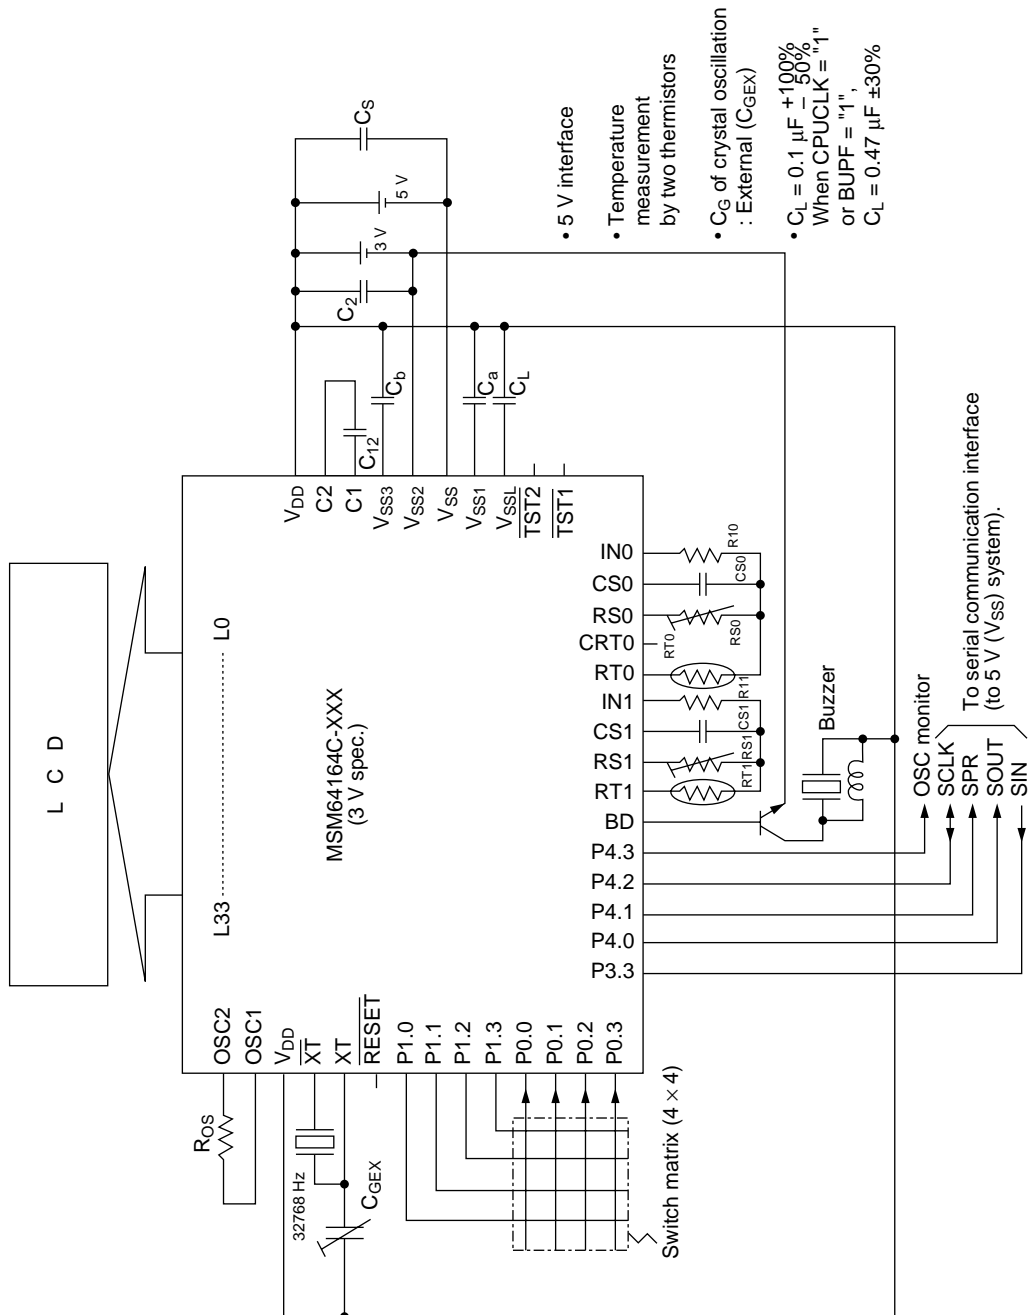 L C D
L33
L0
MSM64164C-XXX
(3 V spec.)
OSC2
OSC1
VDD
XT
XT
RESET
P1.0
P1.1
P1.2
P1.3
P0.0
P0.1
P0.2
P0.3
ROS
32768 Hz
CGEX
Switch matrix (4 × 4)
VDD
C2
C1
VSS3
VSS2
VSS
VSS1
VSSL
TST2
TST1
C12
Cb
Ca
CL
C2
3 V
5 V
CS
IN0
CS0
RS0
CRT0
RT0
IN1
CS1
RS1
RT1
BD
P4.3
P4.2
P4.1
P4.0
P3.3
R10
CS0
RS0
RT0
R11
CS1
RS1
RT1
Buzzer
OSC monitor
SCLK
SPR
SOUT
SIN
To serial communication interface
(to 5 V (VSS) system).
• 5 V interface
• Temperature
measurement
by two thermistors
• CG of crystal oscillation
: External (CGEX)
• CL = 0.1 μF +100% − 50%
When CPUCLK = "1"
or BUPF = "1",
CL = 0.47 μF ±30%